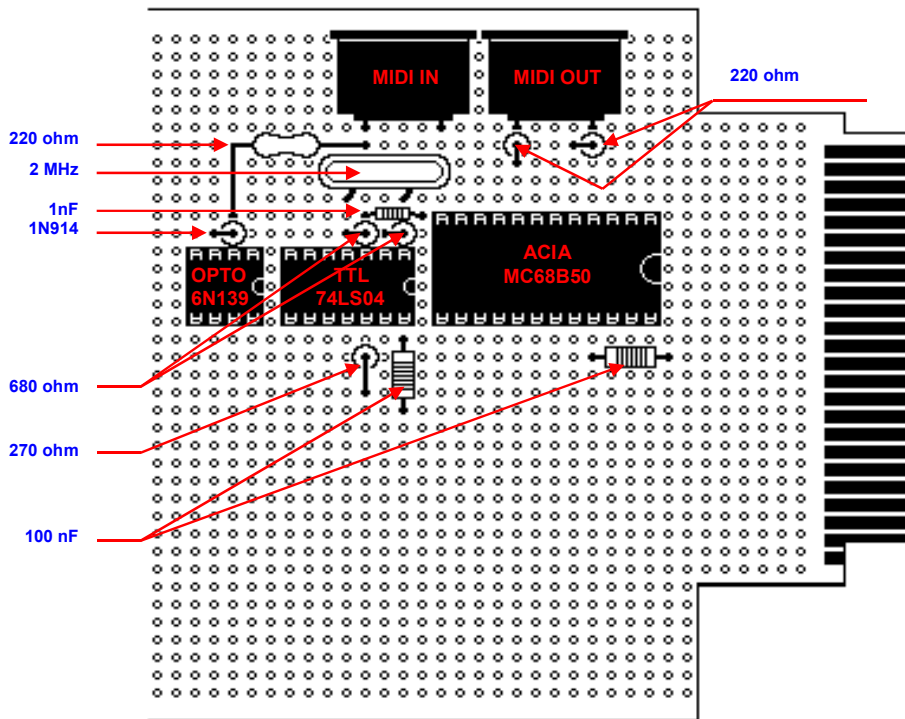 MIDI IN
MIDI OUT
220 ohm
220 ohm
2 MHz
1nF
1N914
OPTO
6N139
TTL
74LS04
ACIA
MC68B50
680 ohm
270 ohm
100 nF